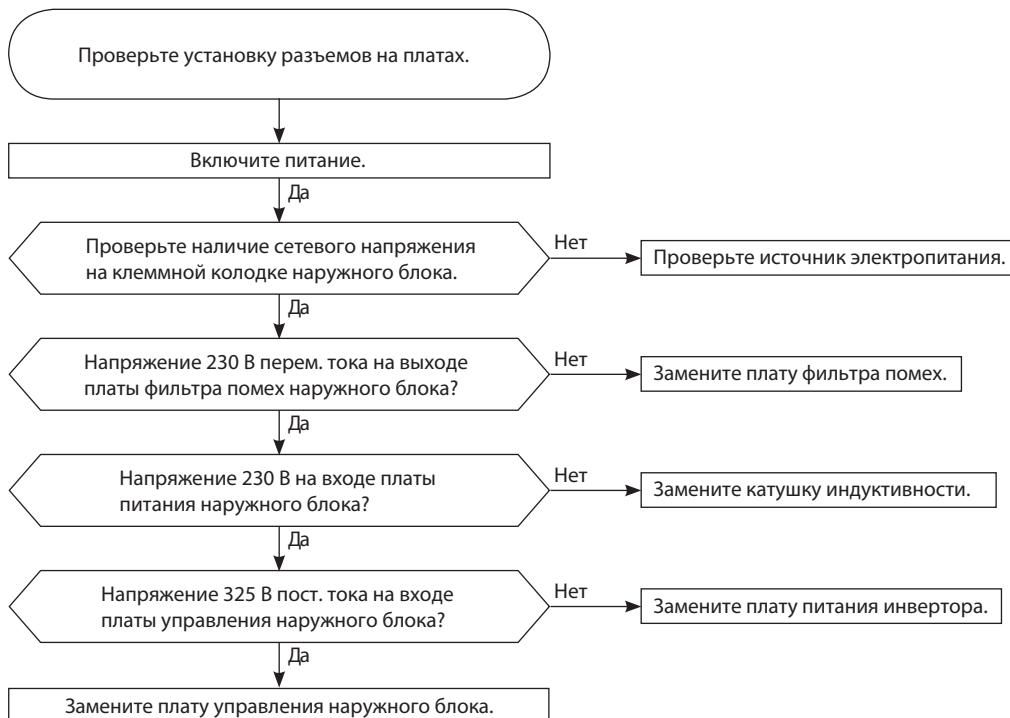 Проверьте установку разъемов на платах.
Включите питание.
Да
Проверьте наличие сетевого напряжения
на клеммной колодке наружного блока.
Нет
Проверьте источник электропитания.
Да
Напряжение 230 В перем. тока на выходе
платы фильтра помех наружного блока?
Нет
Замените плату фильтра помех.
Да
Напряжение 230 В на входе платы
питания наружного блока?
Нет
Замените катушку индуктивности.
Да
Напряжение 325 В пост. тока на входе
платы управления наружного блока?
Нет
Замените плату питания инвертора.
Да
Замените плату управления наружного блока.